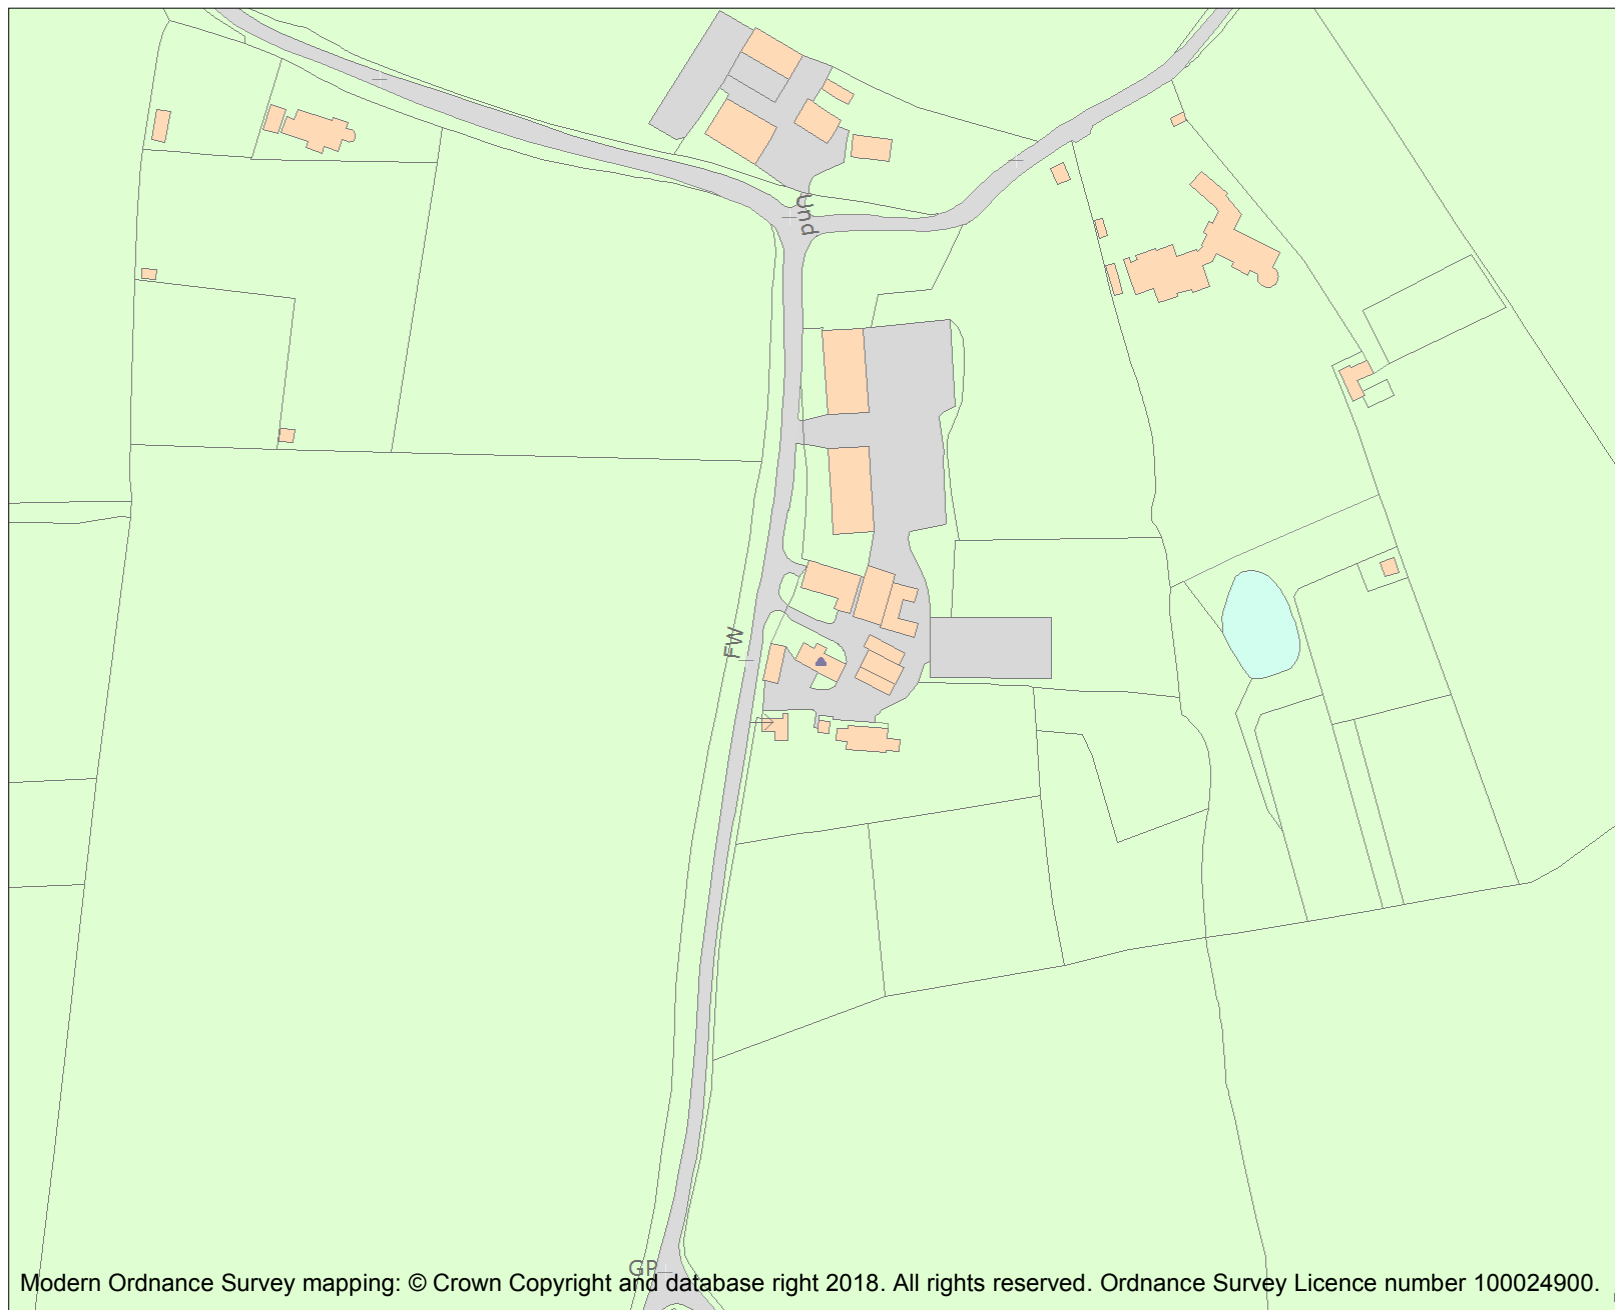 Und
FW
GP
Modern Ordnance Survey mapping: © Crown Copyright and database right 2018. All rights reserved. Ordnance Survey Licence number 100024900.